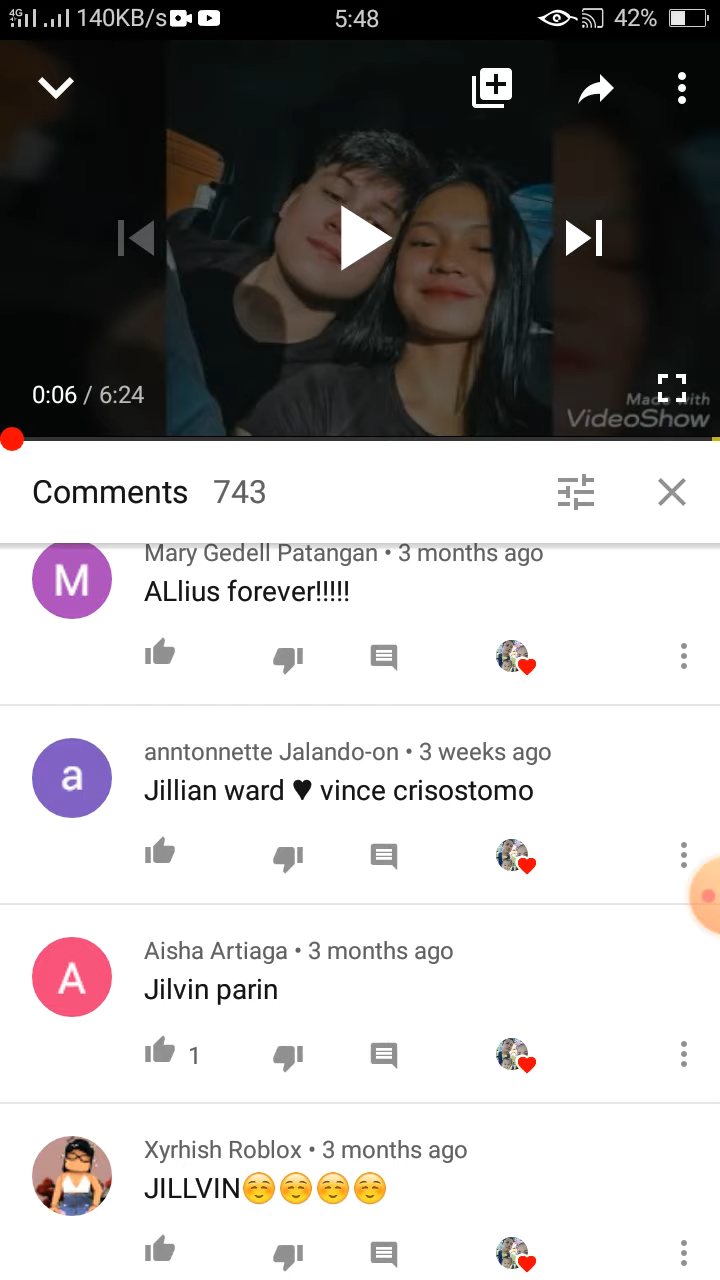 4G 140KB/s 5:48 42%
0:06 / 6:24
Made with
VideoShow
Comments 743
M
Mary Gedell Patangan • 3 months ago
ALlius forever!!!!!
a
anntonnette Jalando-on • 3 weeks ago
Jillian ward ♥ vince crisostomo
A
Aisha Artiaga • 3 months ago
Jilvin parin
1
Xyrhish Roblox • 3 months ago
JILLVIN☺️☺️☺️☺️